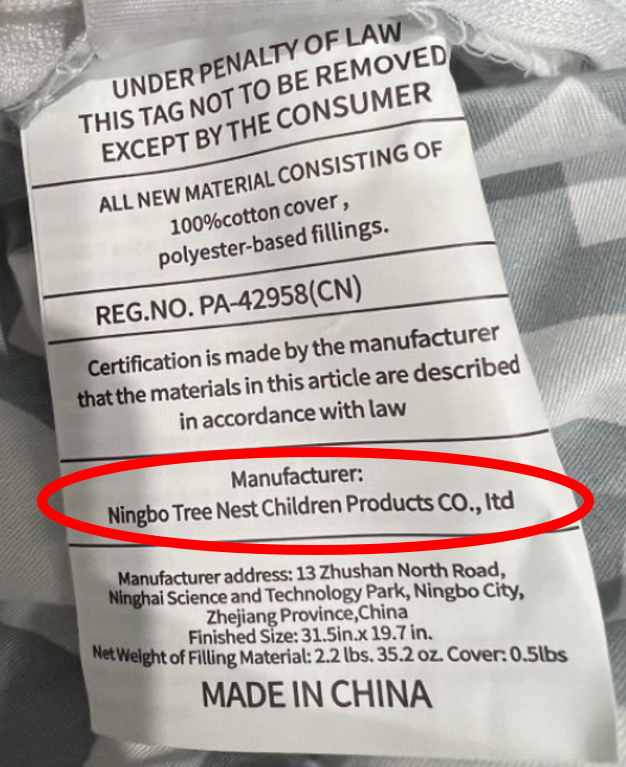 UNDER PENALTY OF LAW
THIS TAG NOT TO BE REMOVED
EXCEPT BY THE CONSUMER
ALL NEW MATERIAL CONSISTING OF
100%cotton cover ,
polyester-based fillings.
REG.NO. PA-42958(CN)
Certification is made by the manufacturer
that the materials in this article are described
in accordance with law
Manufacturer:
Ningbo Tree Nest Children Products CO., ltd
Manufacturer address: 13 Zhushan North Road,
Ninghai Science and Technology Park, Ningbo City,
Zhejiang Province,China
Finished Size: 31.5in.x 19.7 in.
Net Weight of Filling Material: 2.2 lbs. 35.2 oz. Cover: 0.5lbs
MADE IN CHINA